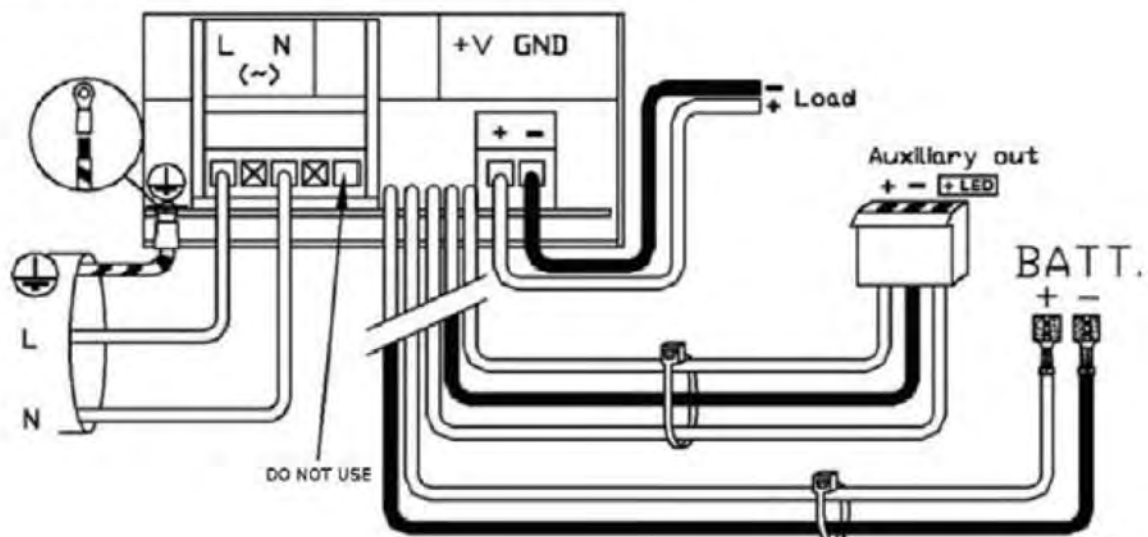 L N +V GND
(~)
+ - - Load
+
Auxiliary out
+ - + LED
BATT.
+ -
L
N
DO NOT USE